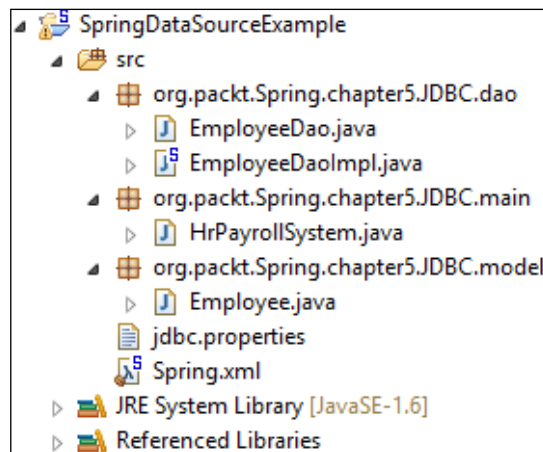 SpringDataSourceExample
src
org.packt.Spring.chapter5.JDBC.dao
EmployeeDao.java
EmployeeDaoImpl.java
org.packt.Spring.chapter5.JDBC.main
HrPayrollSystem.java
org.packt.Spring.chapter5.JDBC.model
Employee.java
jdbc.properties
Spring.xml
JRE System Library [JavaSE-1.6]
Referenced Libraries